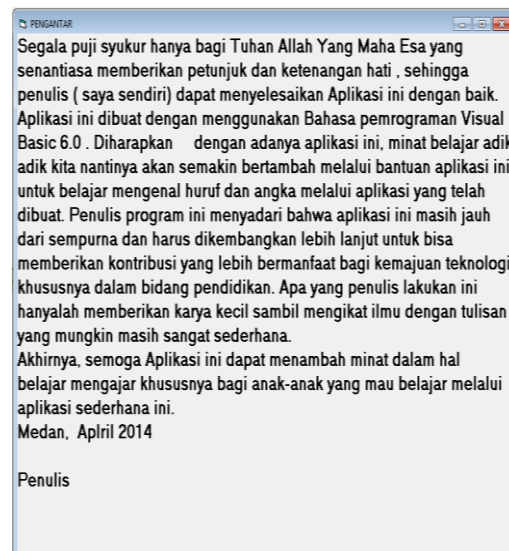 PENGANTAR
Segala puji syukur hanya bagi Tuhan Allah Yang Maha Esa yang
senantiasa memberikan petunjuk dan ketenangan hati , sehingga
penulis ( saya sendiri) dapat menyelesaikan Aplikasi ini dengan baik.
Aplikasi ini dibuat dengan menggunakan Bahasa pemrograman Visual
Basic 6.0 . Diharapkan dengan adanya aplikasi ini, minat belajar adik
adik kita nantinya akan semakin bertambah melalui bantuan aplikasi ini
untuk belajar mengenal huruf dan angka melalui aplikasi yang telah
dibuat. Penulis program ini menyadari bahwa aplikasi ini masih jauh
dari sempurna dan harus dikembangkan lebih lanjut untuk bisa
memberikan kontribusi yang lebih bermanfaat bagi kemajuan teknologi
khususnya dalam bidang pendidikan. Apa yang penulis lakukan ini
hanyalah memberikan karya kecil sambil mengikat ilmu dengan tulisan
yang mungkin masih sangat sederhana.
Akhirnya, semoga Aplikasi ini dapat menambah minat dalam hal
belajar mengajar khususnya bagi anak-anak yang mau belajar melalui
aplikasi sederhana ini.
Medan, Aplril 2014
Penulis